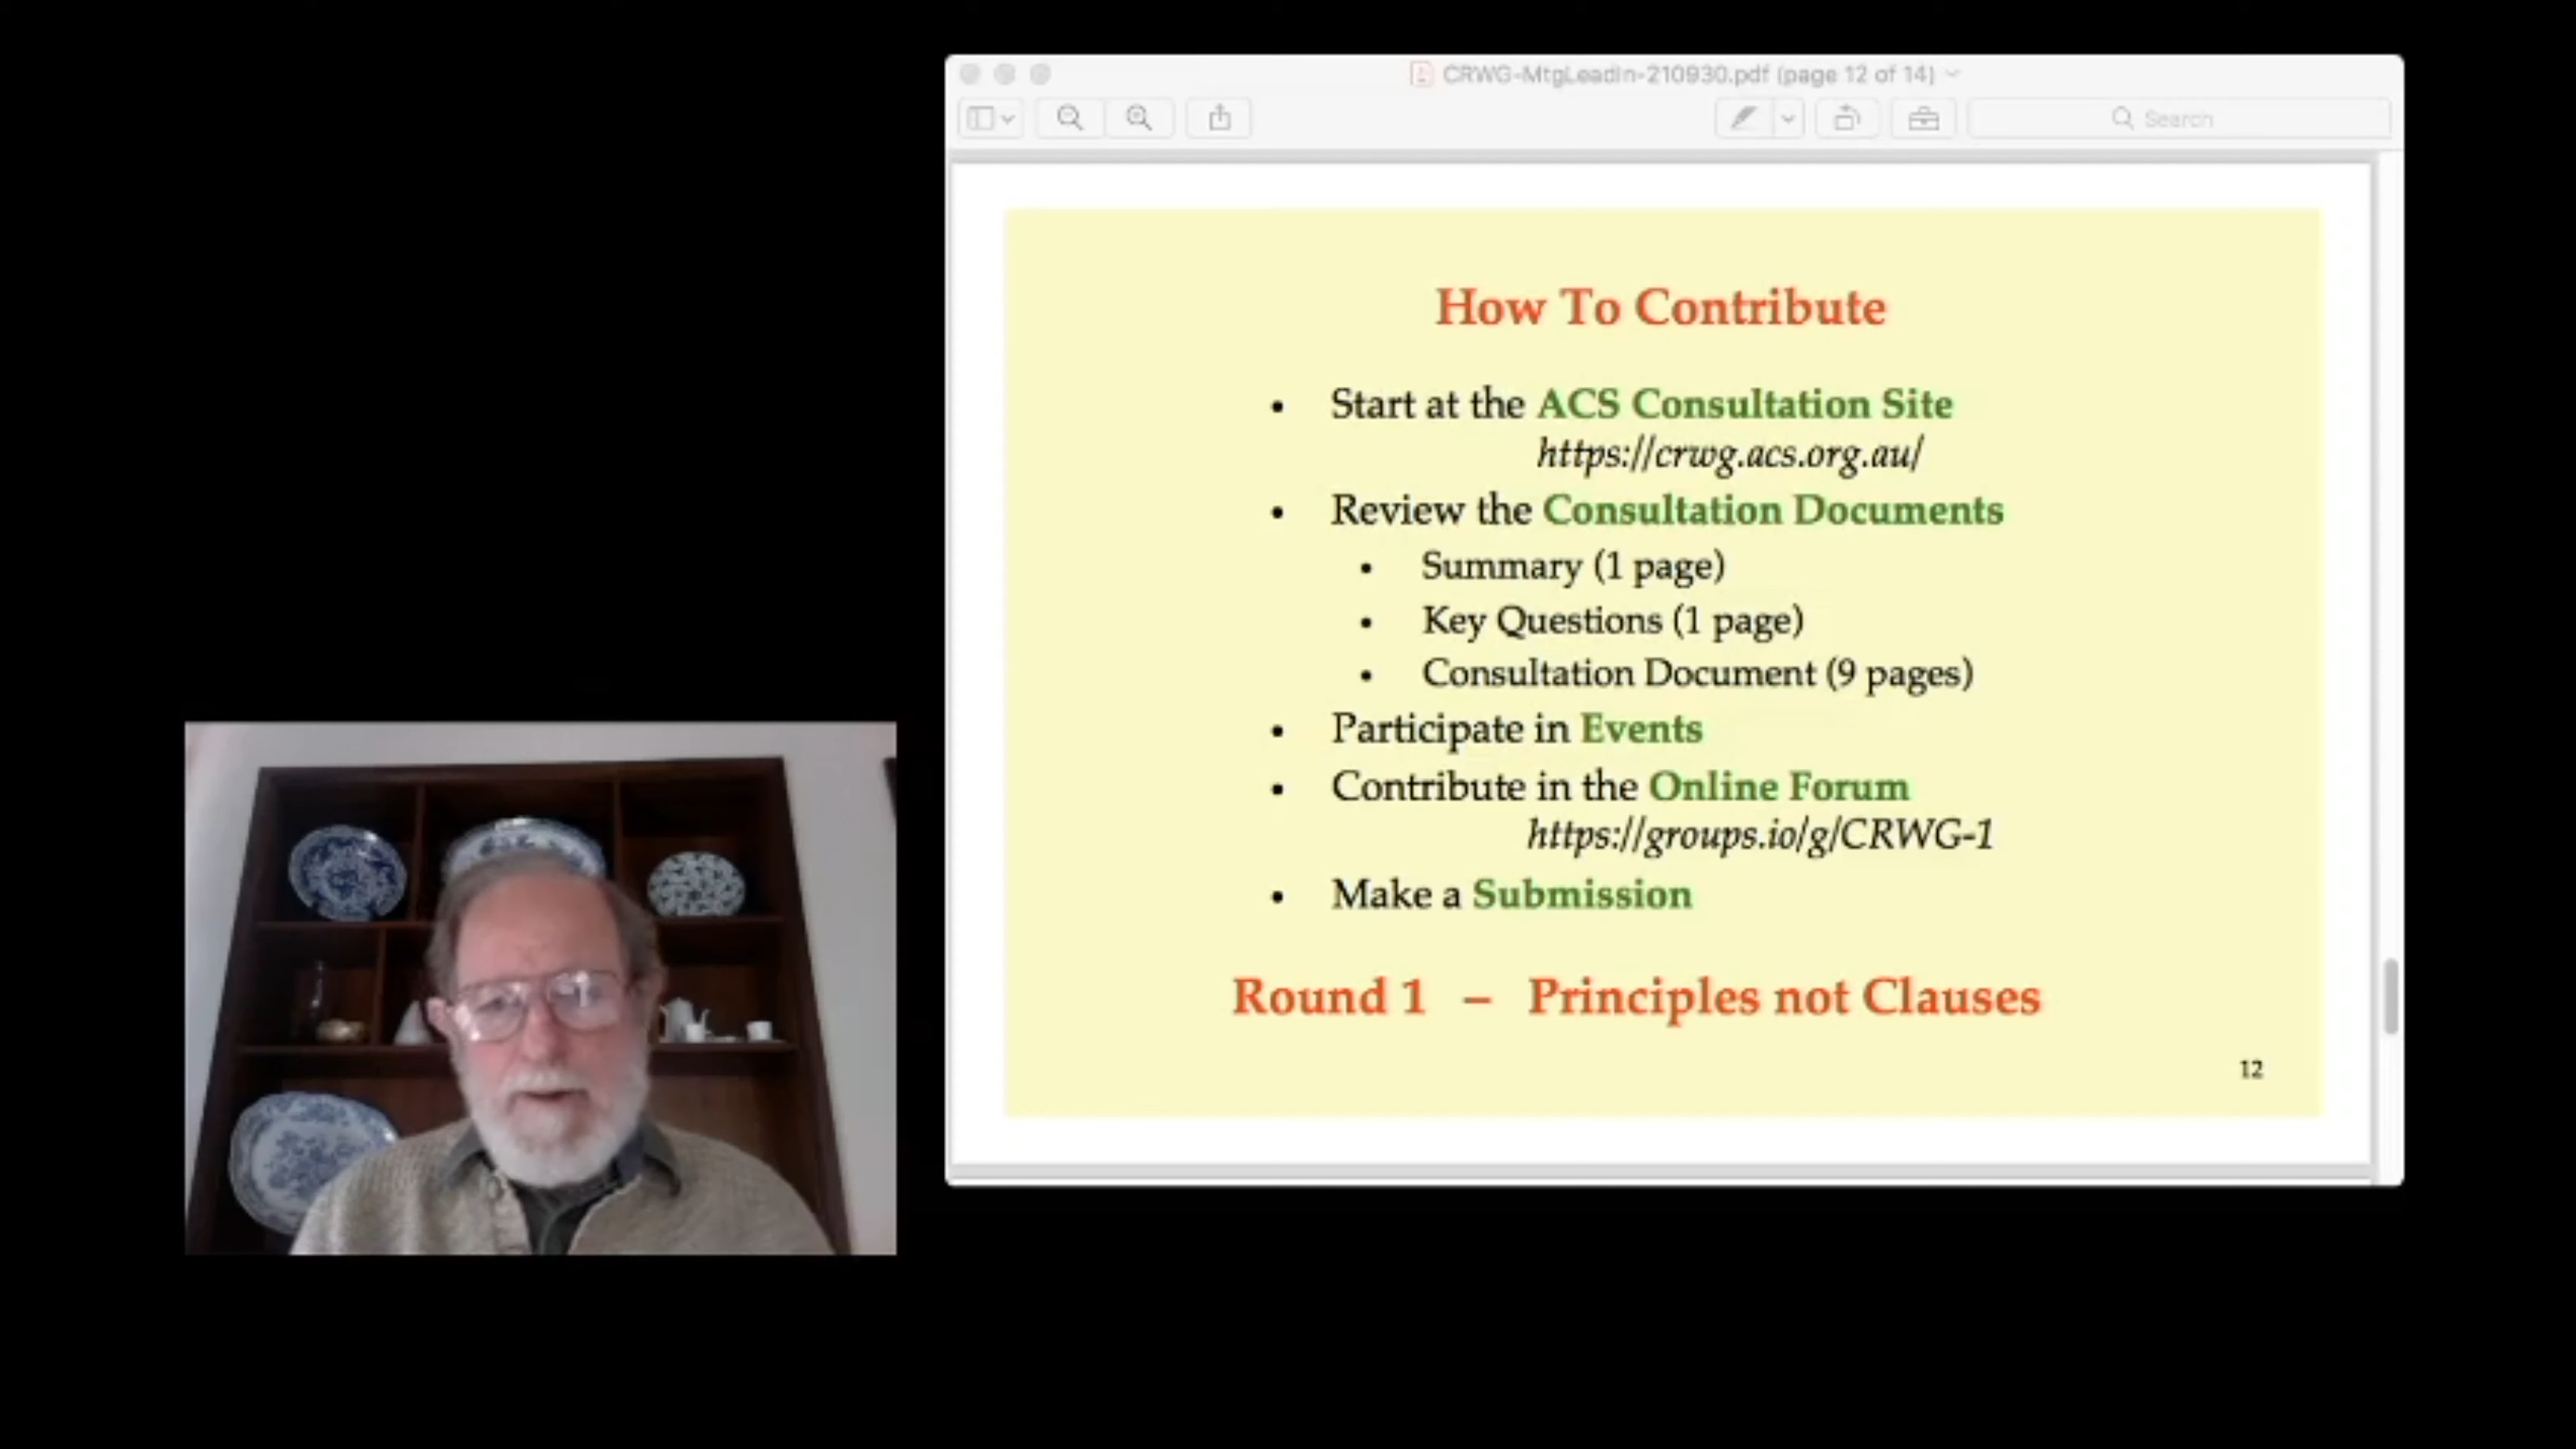 CRWG-MtgLeadIn-210930.pdf (page 12 of 14)
Search
How To Contribute
• Start at the ACS Consultation Site
https://crwg.acs.org.au/
• Review the Consultation Documents
• Summary (1 page)
• Key Questions (1 page)
• Consultation Document (9 pages)
• Participate in Events
• Contribute in the Online Forum
https://groups.io/g/CRWG-1
• Make a Submission
Round 1 – Principles not Clauses
12